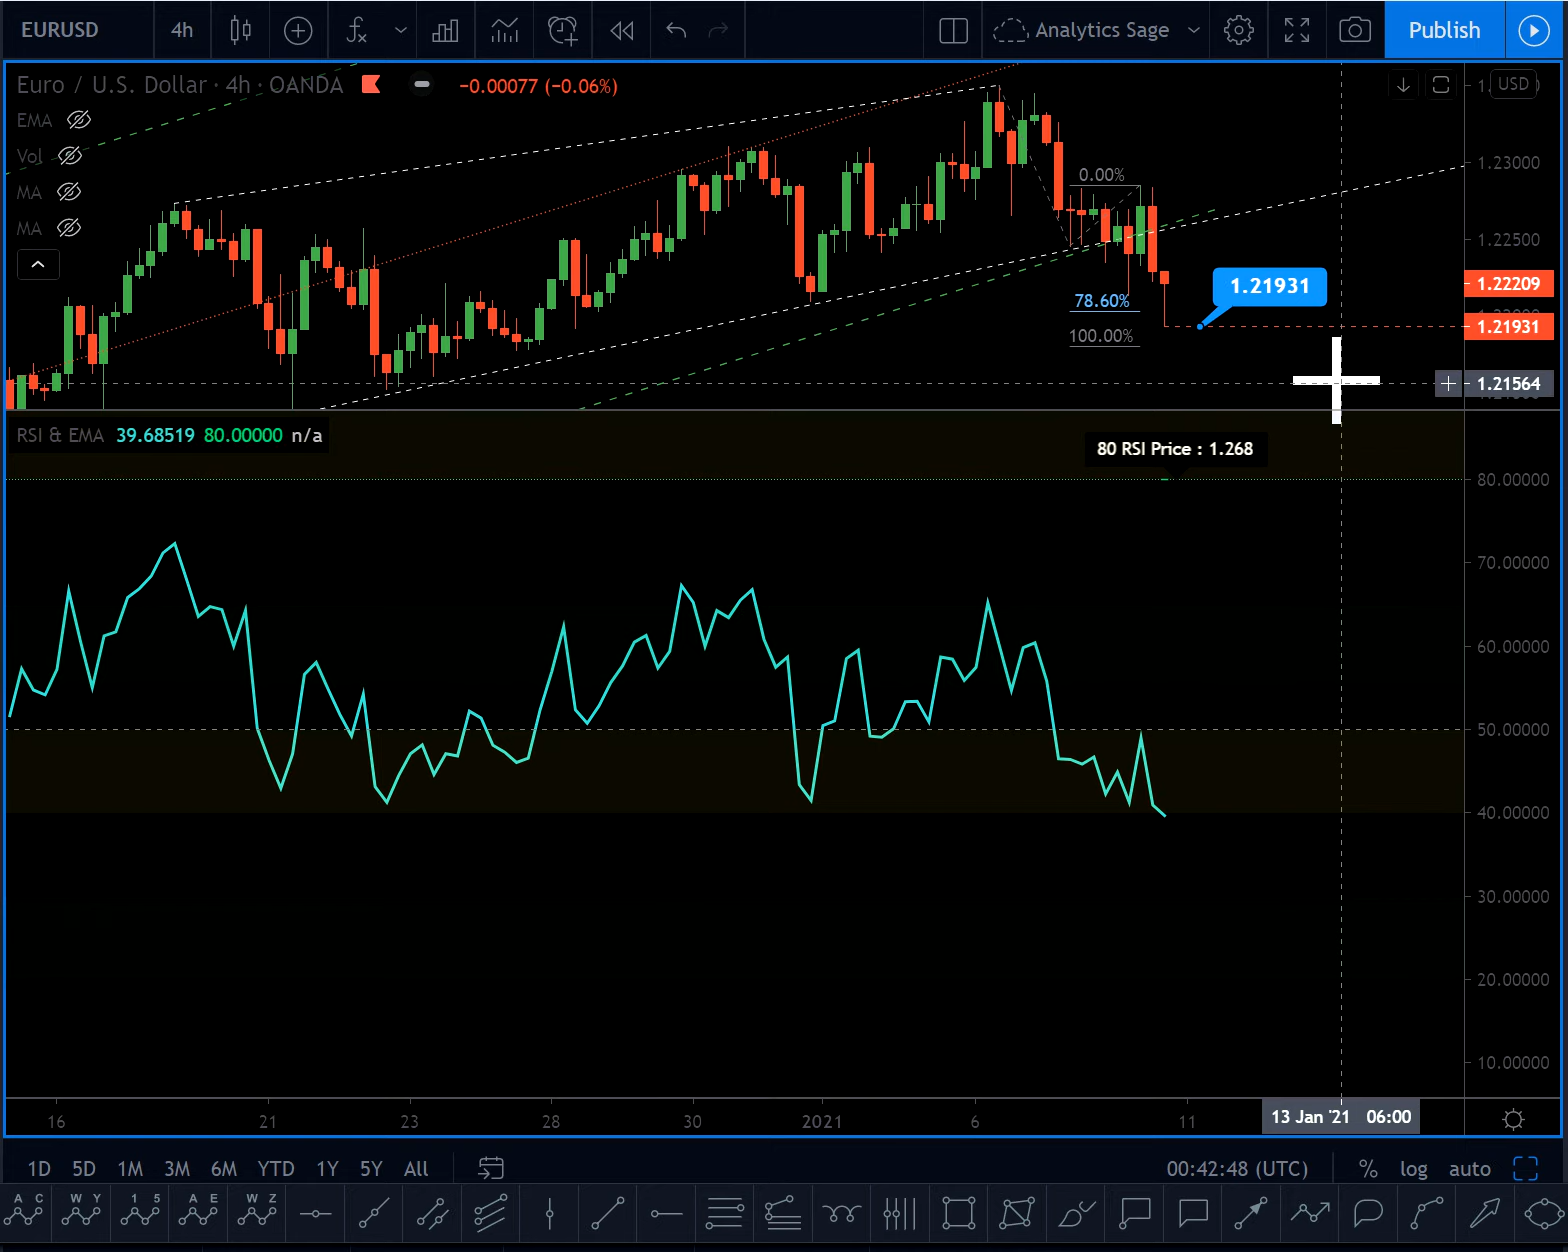 EURUSD 4h Analytics Sage Publish
Euro / U.S. Dollar · 4h · OANDA −0.00077 (−0.06%) USD
EMA
Vol
MA
MA
0.00%
78.60%
100.00%
1.21931
1.23000
1.22500
1.22209
1.21931
1.21564
RSI & EMA 39.68519 80.00000 n/a
80 RSI Price : 1.268
80.00000
70.00000
60.00000
50.00000
40.00000
30.00000
20.00000
10.00000
16 21 23 28 30 2021 6 11 13 Jan '21 06:00
1D 5D 1M 3M 6M YTD 1Y 5Y All 00:42:48 (UTC) % log auto
A C W Y 1 5 A E W Z